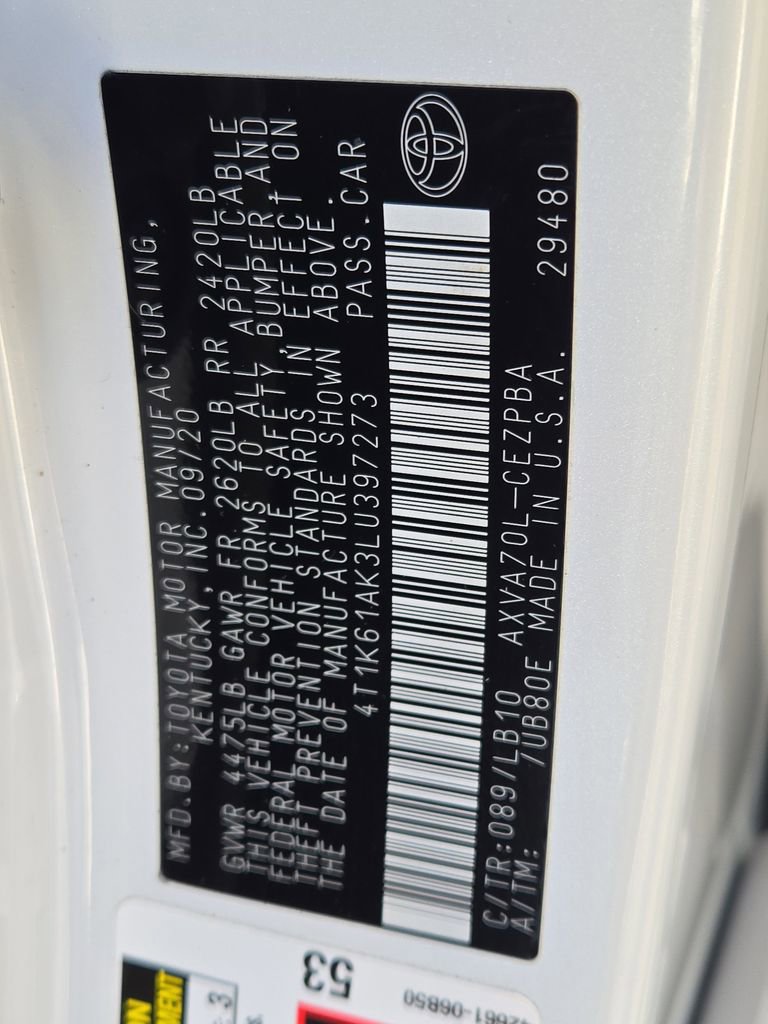 MFD.BY:TOYOTA MOTOR MANUFACTURING,
KENTUCKY, INC.09/20
GVWR 4475LB GAWR FR 2620LB RR 2420LB
THIS VEHICLE CONFORMS TO ALL APPLICABLE
FEDERAL MOTOR VEHICLE SAFETY, BUMPER, AND
THEFT PREVENTION STANDARDS IN EFFECT ON
THE DATE OF MANUFACTURE SHOWN ABOVE.
4T1K61AK3LU397273 PASS.CAR
C/TR:089/LB10 AXVA70L-CEZPBA
A/TM: /UB80E MADE IN U.S.A. 29480
53
42661-06B50